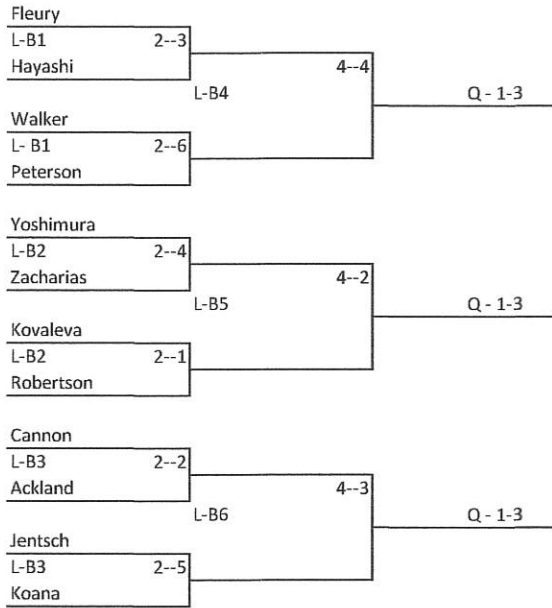 Fleury
L-B1 2--3
Hayashi 4--4
L-B4 Q - 1-3
Walker
L- B1 2--6
Peterson
Yoshimura
L-B2 2--4
Zacharias 4--2
L-B5 Q - 1-3
Kovaleva
L-B2 2--1
Robertson
Cannon
L-B3 2--2
Ackland 4--3
L-B6 Q - 1-3
Jentsch
L-B3 2--5
Koana